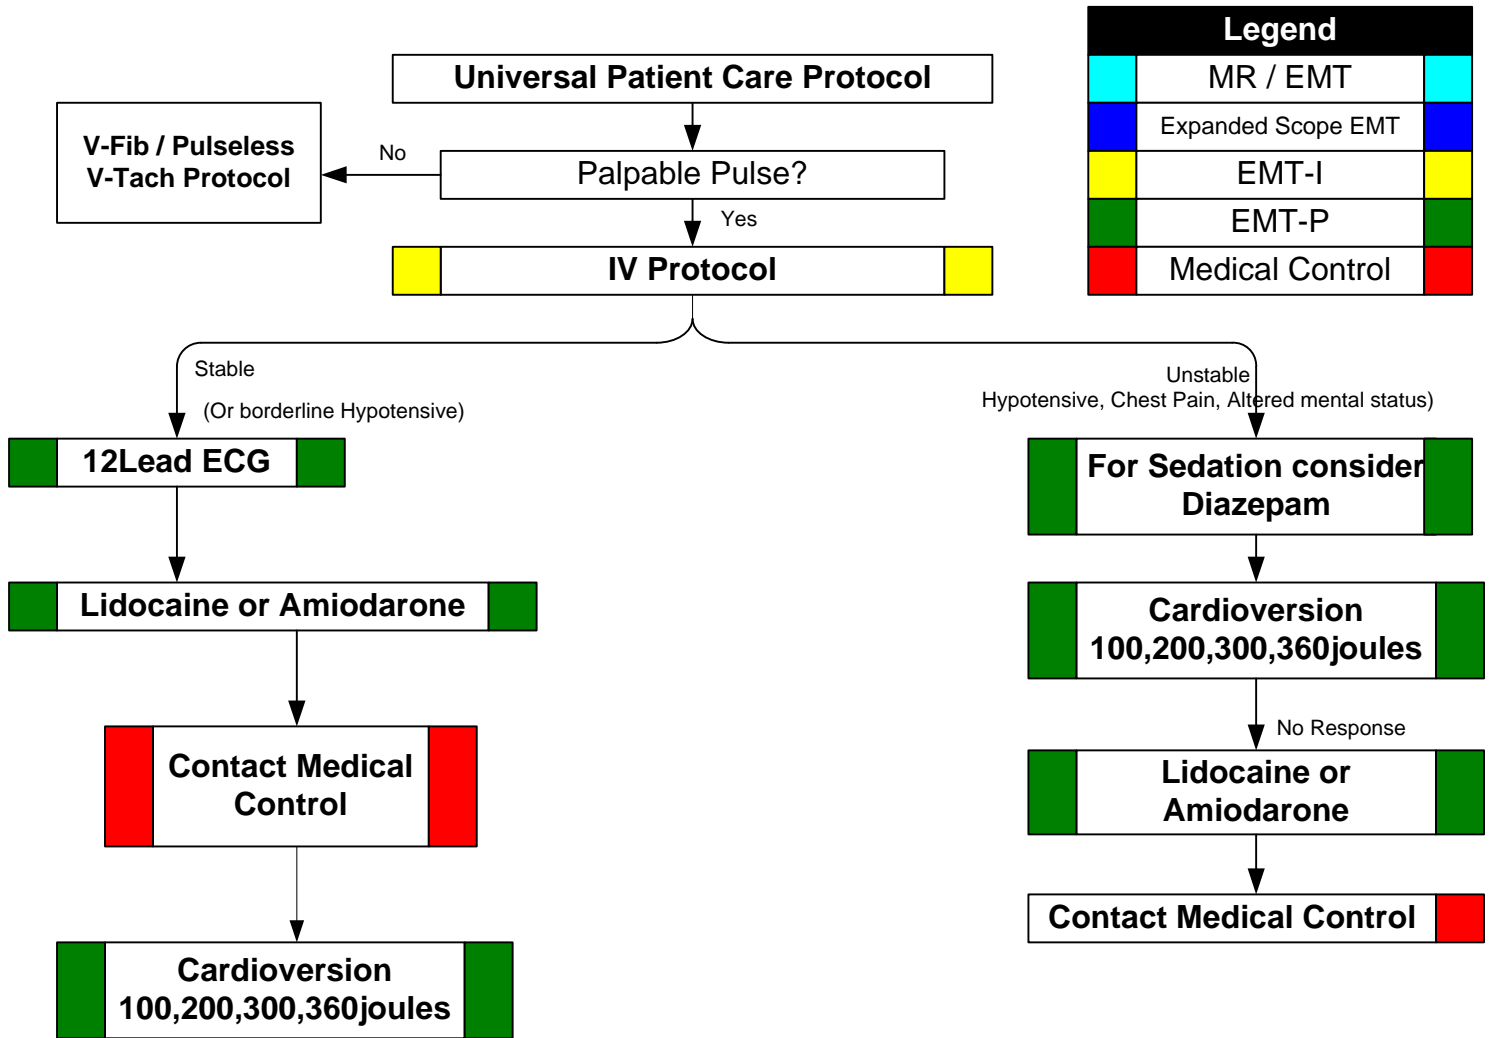 Legend
MR / EMT
Expanded Scope EMT
EMT-I
EMT-P
Medical Control
Universal Patient Care Protocol
V-Fib / Pulseless
V-Tach Protocol
No
Palpable Pulse?
Yes
IV Protocol
Stable
(Or borderline Hypotensive)
12Lead ECG
Lidocaine or Amiodarone
Contact Medical
Control
Cardioversion
100,200,300,360joules
Unstable
Hypotensive, Chest Pain, Altered mental status)
For Sedation consider
Diazepam
Cardioversion
100,200,300,360joules
No Response
Lidocaine or
Amiodarone
Contact Medical Control